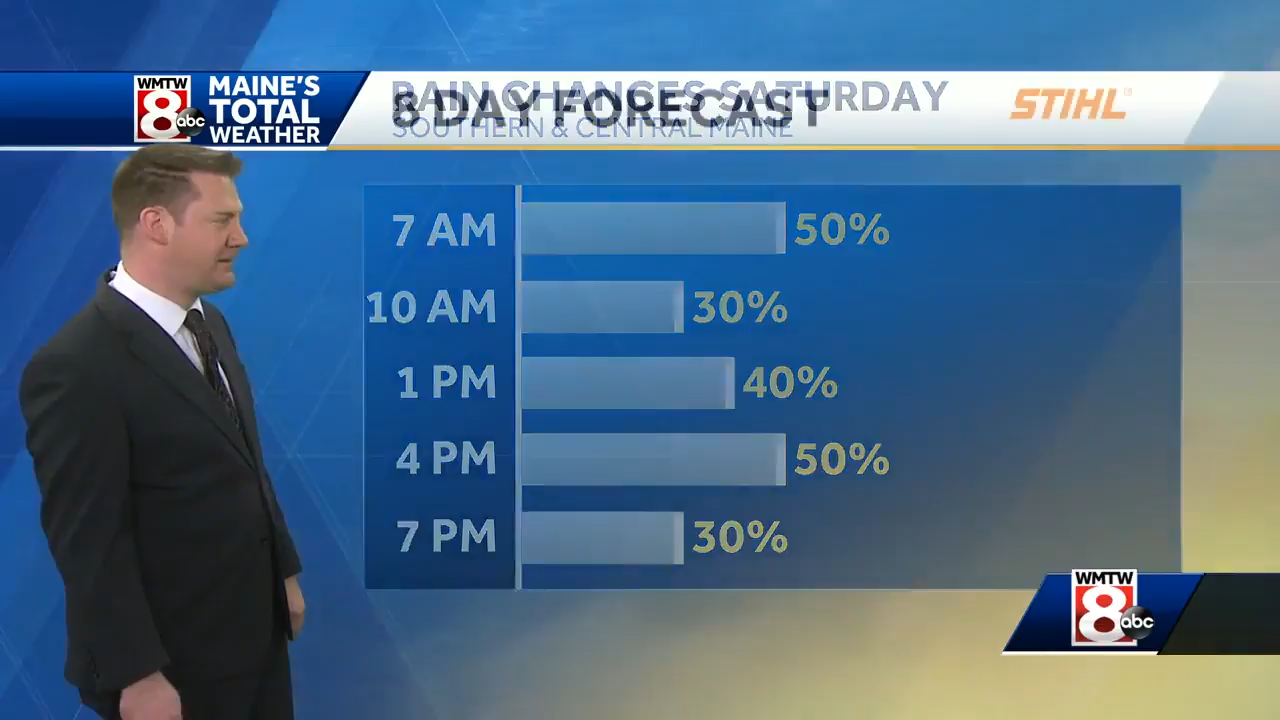 WMTW
8
abc
MAINE'S
TOTAL
WEATHER
RAIN CHANCES SATURDAY
8 DAY FORECAST
SOUTHERN & CENTRAL MAINE
STIHL®
7 AM 50%
10 AM 30%
1 PM 40%
4 PM 50%
7 PM 30%
WMTW
8
abc